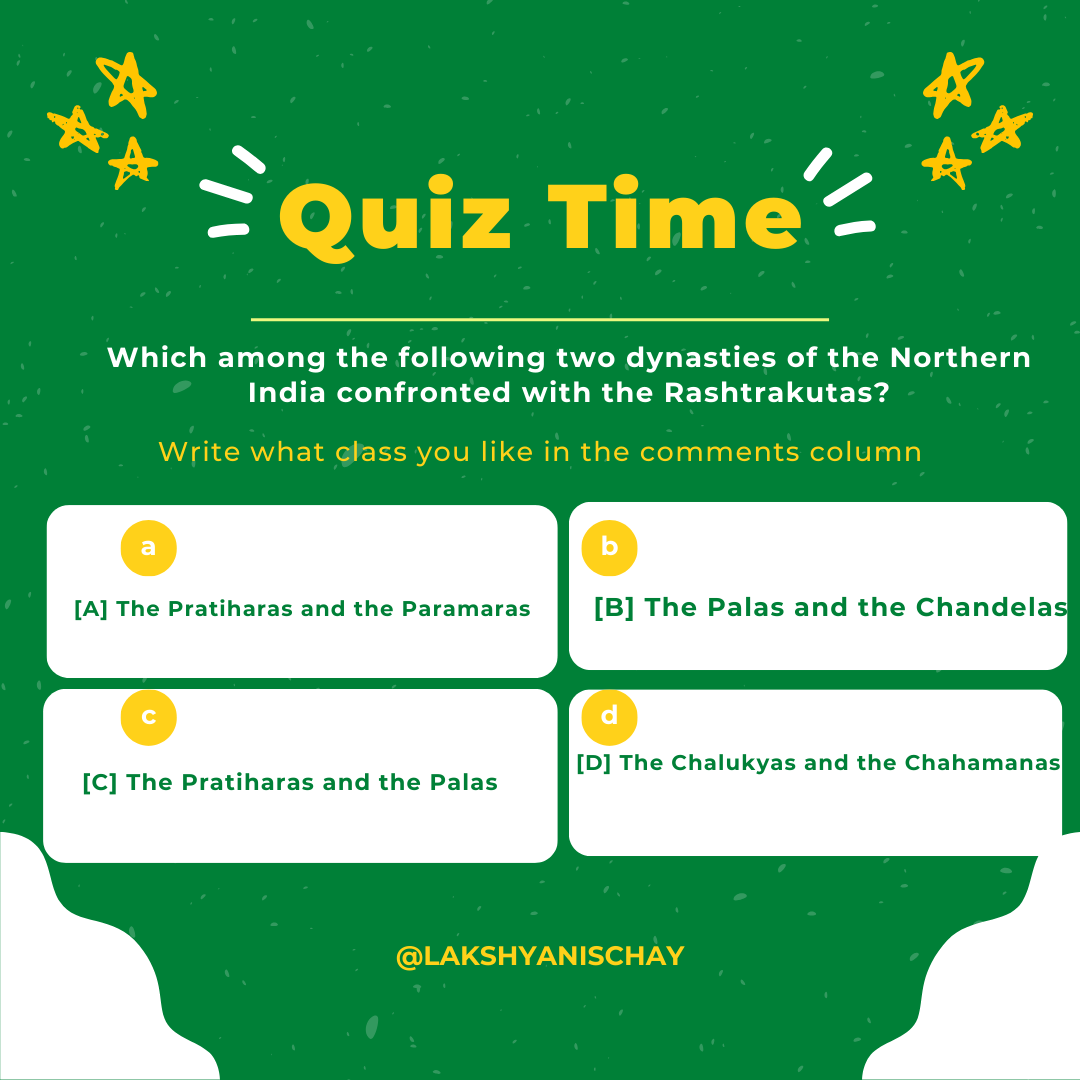 Quiz Time
Which among the following two dynasties of the Northern
India confronted with the Rashtrakutas?
Write what class you like in the comments column
a
[A] The Pratiharas and the Paramaras
b
[B] The Palas and the Chandelas
c
[C] The Pratiharas and the Palas
d
[D] The Chalukyas and the Chahamanas
@LAKSHYANISCHAY